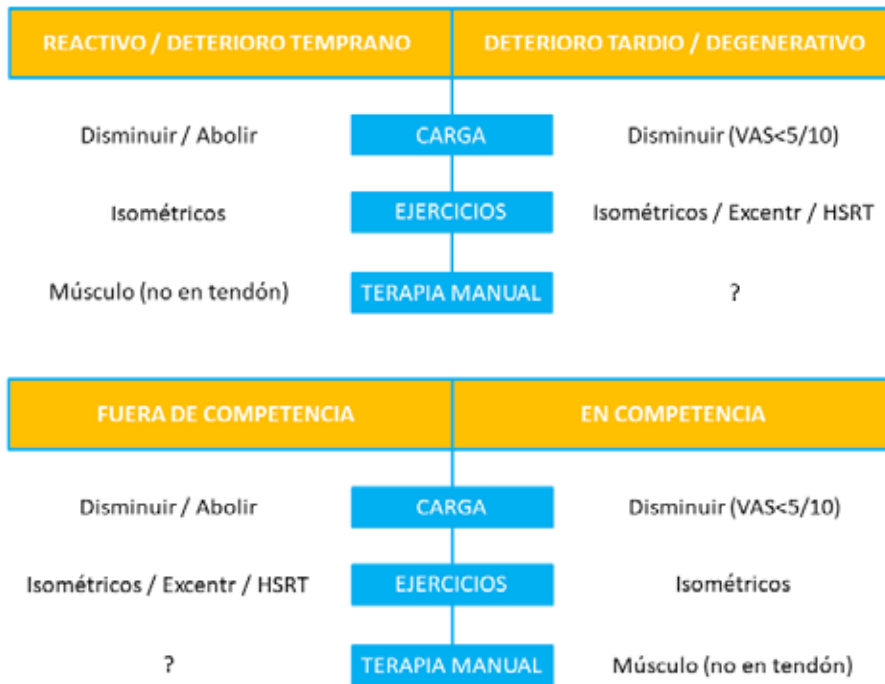 REACTIVO / DETERIORO TEMPRANO DETERIORO TARDIO / DEGENERATIVO
Disminuir / Abolir CARGA Disminuir (VAS<5/10)
Isométricos EJERCICIOS Isométricos / Excentr / HSRT
Músculo (no en tendón) TERAPIA MANUAL ?
FUERA DE COMPETENCIA EN COMPETENCIA
Disminuir / Abolir CARGA Disminuir (VAS<5/10)
Isométricos / Excentr / HSRT EJERCICIOS Isométricos
? TERAPIA MANUAL Músculo (no en tendón)